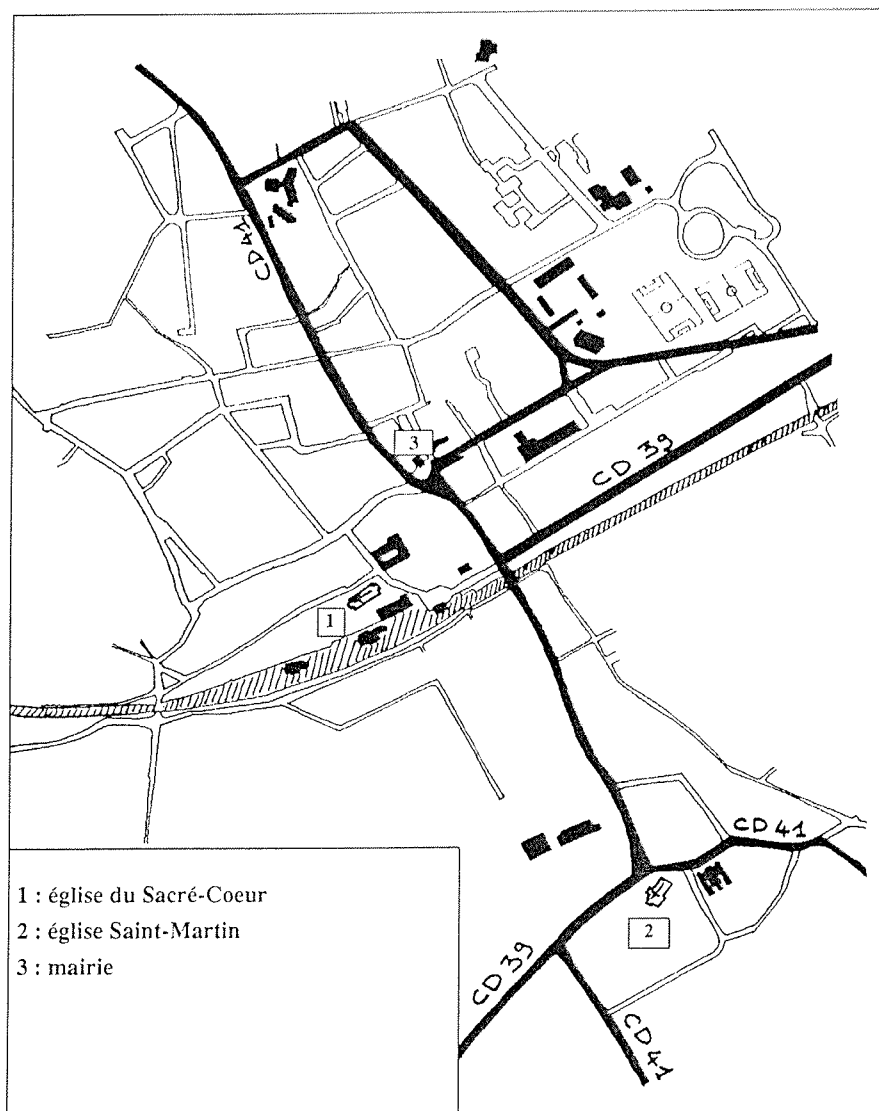 CD 41
3
CD 39
1
CD 41
2
CD 39
CD 41
1 : église du Sacré-Coeur
2 : église Saint-Martin
3 : mairie